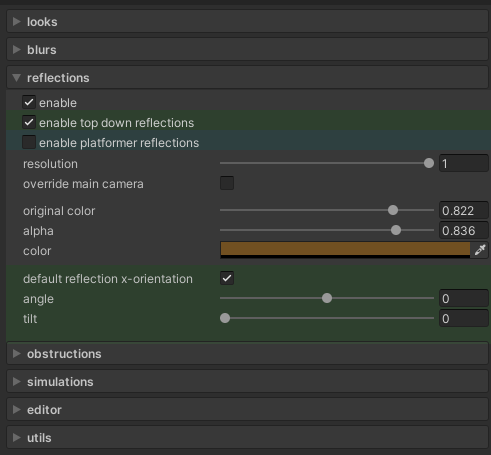 looks
blurs
reflections
enable
enable top down reflections
enable platformer reflections
resolution 1
override main camera
original color 0.822
alpha 0.836
color
default reflection x-orientation
angle 0
tilt 0
obstructions
simulations
editor
utils